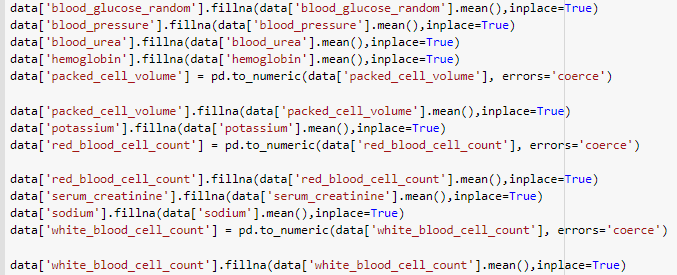 data['blood_glucose_random'].fillna(data['blood_glucose_random'].mean(),inplace=True)
data['blood_pressure'].fillna(data['blood_pressure'].mean(),inplace=True)
data['blood_urea'].fillna(data['blood_urea'].mean(),inplace=True)
data['hemoglobin'].fillna(data['hemoglobin'].mean(),inplace=True)
data['packed_cell_volume'] = pd.to_numeric(data['packed_cell_volume'], errors='coerce')
data['packed_cell_volume'].fillna(data['packed_cell_volume'].mean(),inplace=True)
data['potassium'].fillna(data['potassium'].mean(),inplace=True)
data['red_blood_cell_count'] = pd.to_numeric(data['red_blood_cell_count'], errors='coerce')
data['red_blood_cell_count'].fillna(data['red_blood_cell_count'].mean(),inplace=True)
data['serum_creatinine'].fillna(data['serum_creatinine'].mean(),inplace=True)
data['sodium'].fillna(data['sodium'].mean(),inplace=True)
data['white_blood_cell_count'] = pd.to_numeric(data['white_blood_cell_count'], errors='coerce')
data['white_blood_cell_count'].fillna(data['white_blood_cell_count'].mean(),inplace=True)